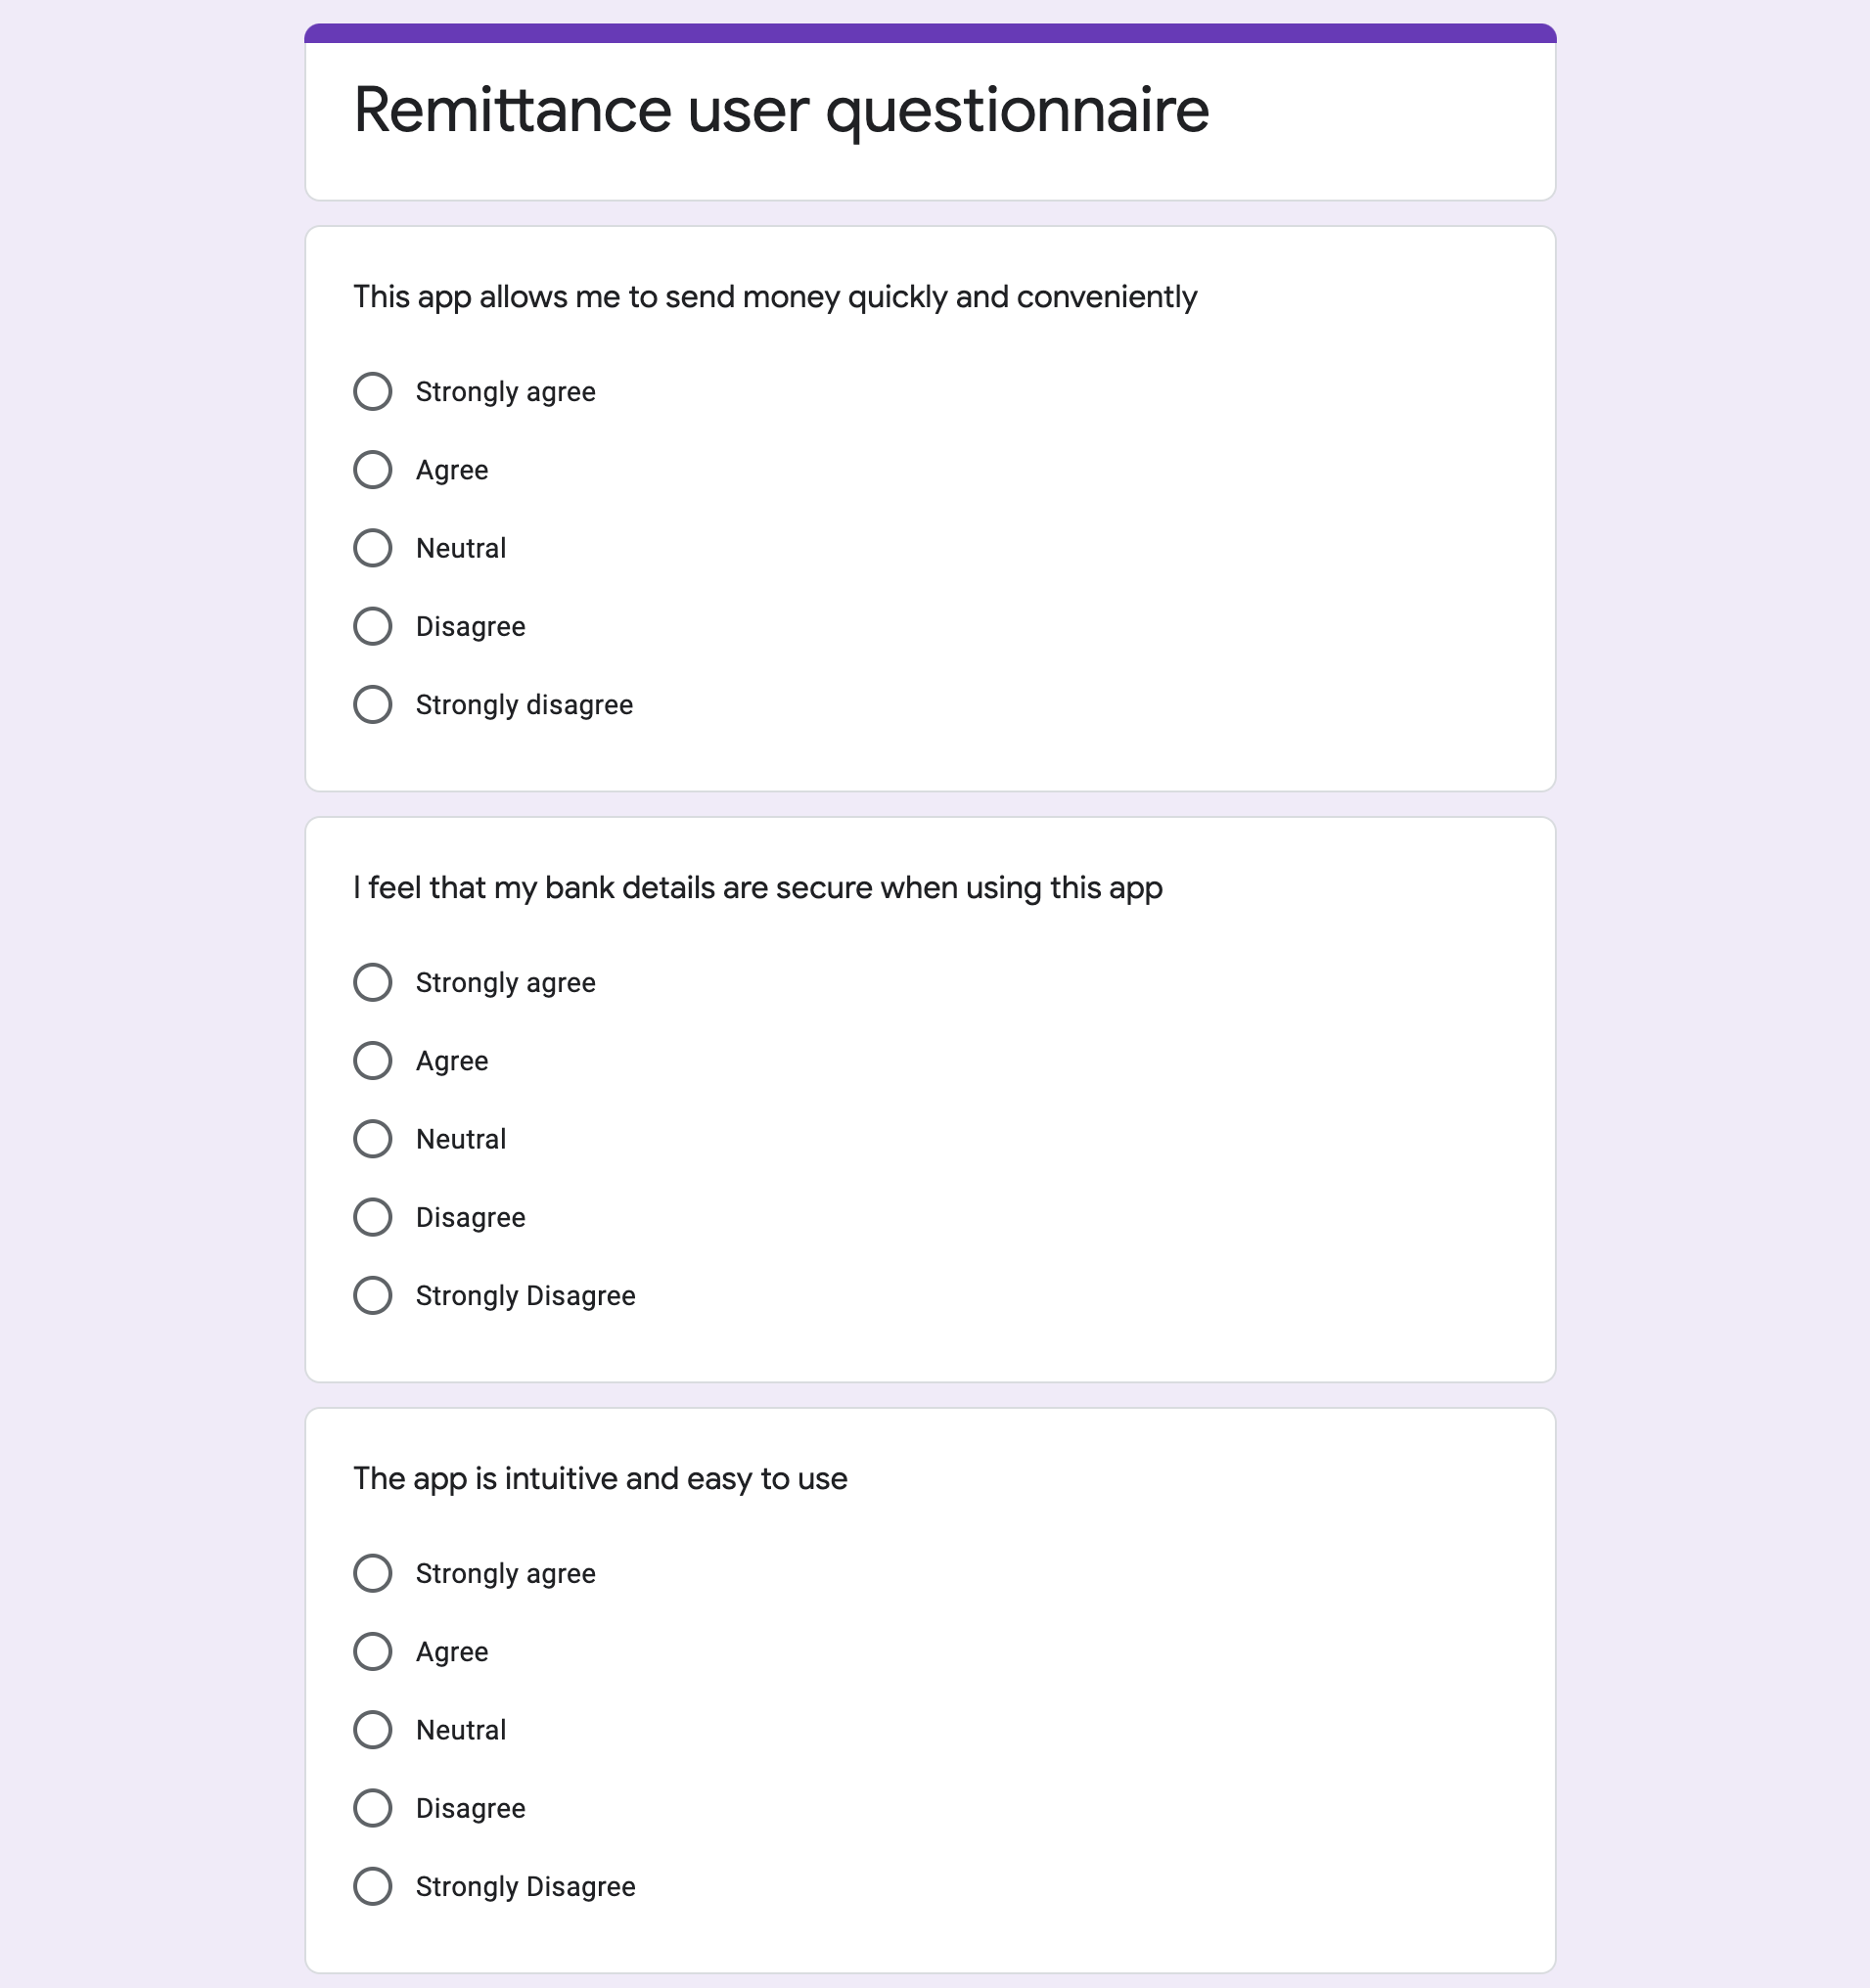 Remittance user questionnaire
This app allows me to send money quickly and conveniently
Strongly agree
Agree
Neutral
Disagree
Strongly disagree
I feel that my bank details are secure when using this app
Strongly agree
Agree
Neutral
Disagree
Strongly Disagree
The app is intuitive and easy to use
Strongly agree
Agree
Neutral
Disagree
Strongly Disagree